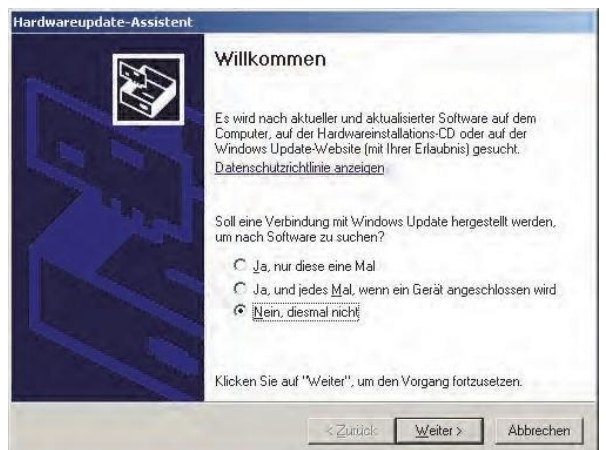 Hardwareupdate-Assistent
Willkommen
Es wird nach aktueller und aktualisierter Software auf dem
Computer, auf der Hardwareinstallations-CD oder auf der
Windows Update-Website (mit Ihrer Erlaubnis) gesucht.
Datenschutzrichtlinie anzeigen
Soll eine Verbindung mit Windows Update hergestellt werden,
um nach Software zu suchen?
Ja, nur diese eine Mal
Ja, und jedes Mal, wenn ein Gerät angeschlossen wird
Nein, diesmal nicht
Klicken Sie auf "Weiter", um den Vorgang fortzusetzen.
< Zurück Weiter > Abbrechen